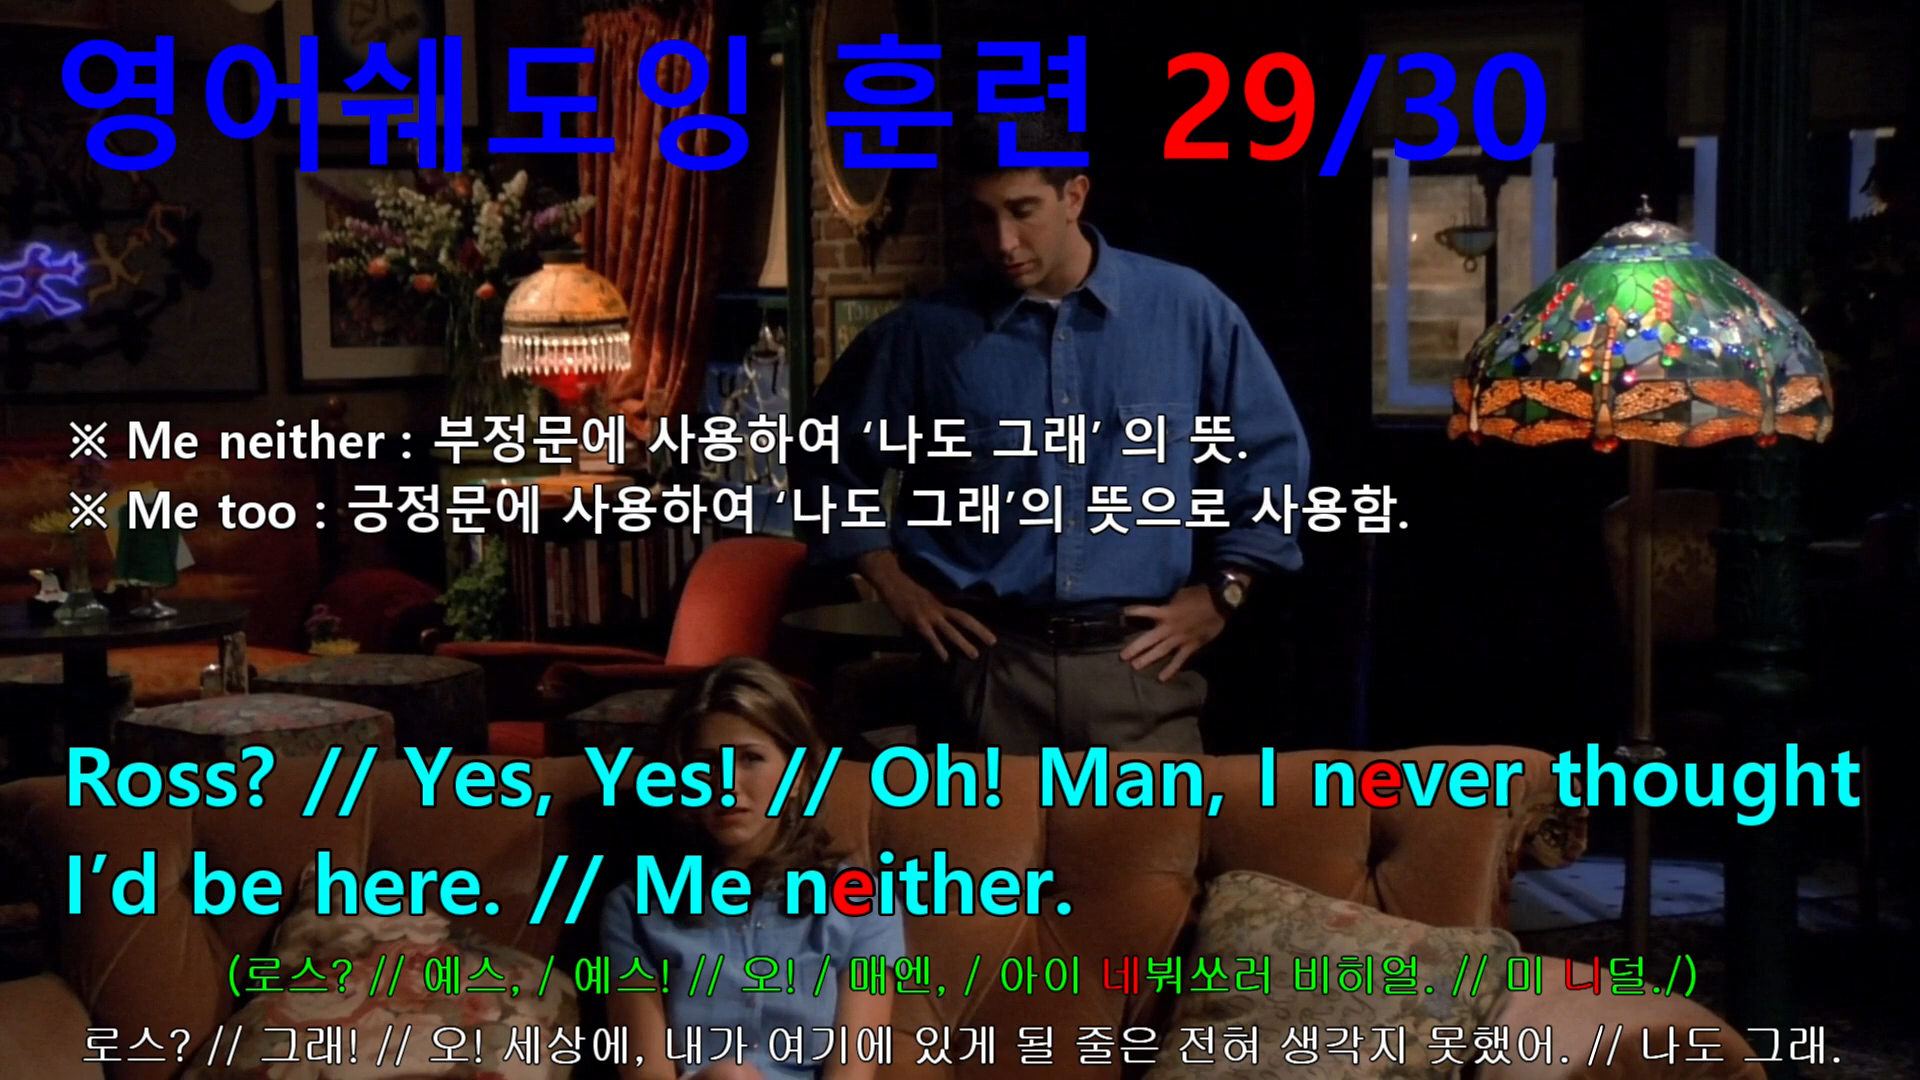 영어쉐도잉 훈련 29/30
※ Me neither : 부정문에 사용하여 ‘나도 그래’ 의 뜻.
※ Me too : 긍정문에 사용하여 ‘나도 그래’의 뜻으로 사용함.
Ross? // Yes, Yes! // Oh! Man, I never thought
I’d be here. // Me neither.
(로스? // 예스, / 예스! // 오! / 매엔, / 아이 네붜쏘러 비히얼. // 미 니덜./)
로스? // 그래! // 오! 세상에, 내가 여기에 있게 될 줄은 전혀 생각지 못했어. // 나도 그래.